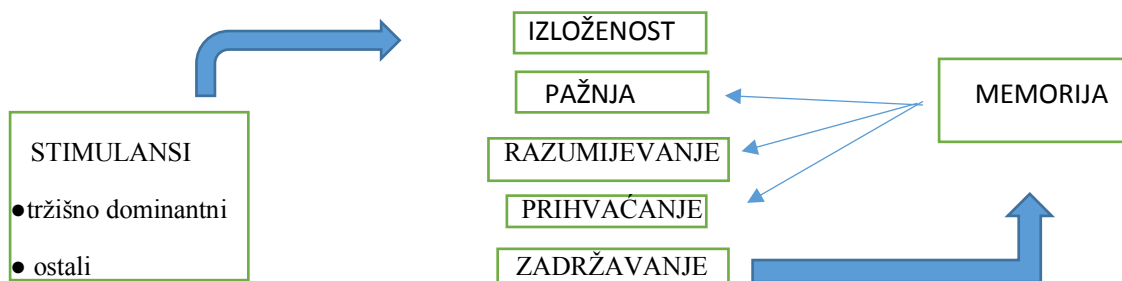 IZLOŽENOST
PAŽNJA
MEMORIJA
STIMULANSI
●tržišno dominantni
● ostali
RAZUMIJEVANJE
PRIHVAĆANJE
ZADRŽAVANJE